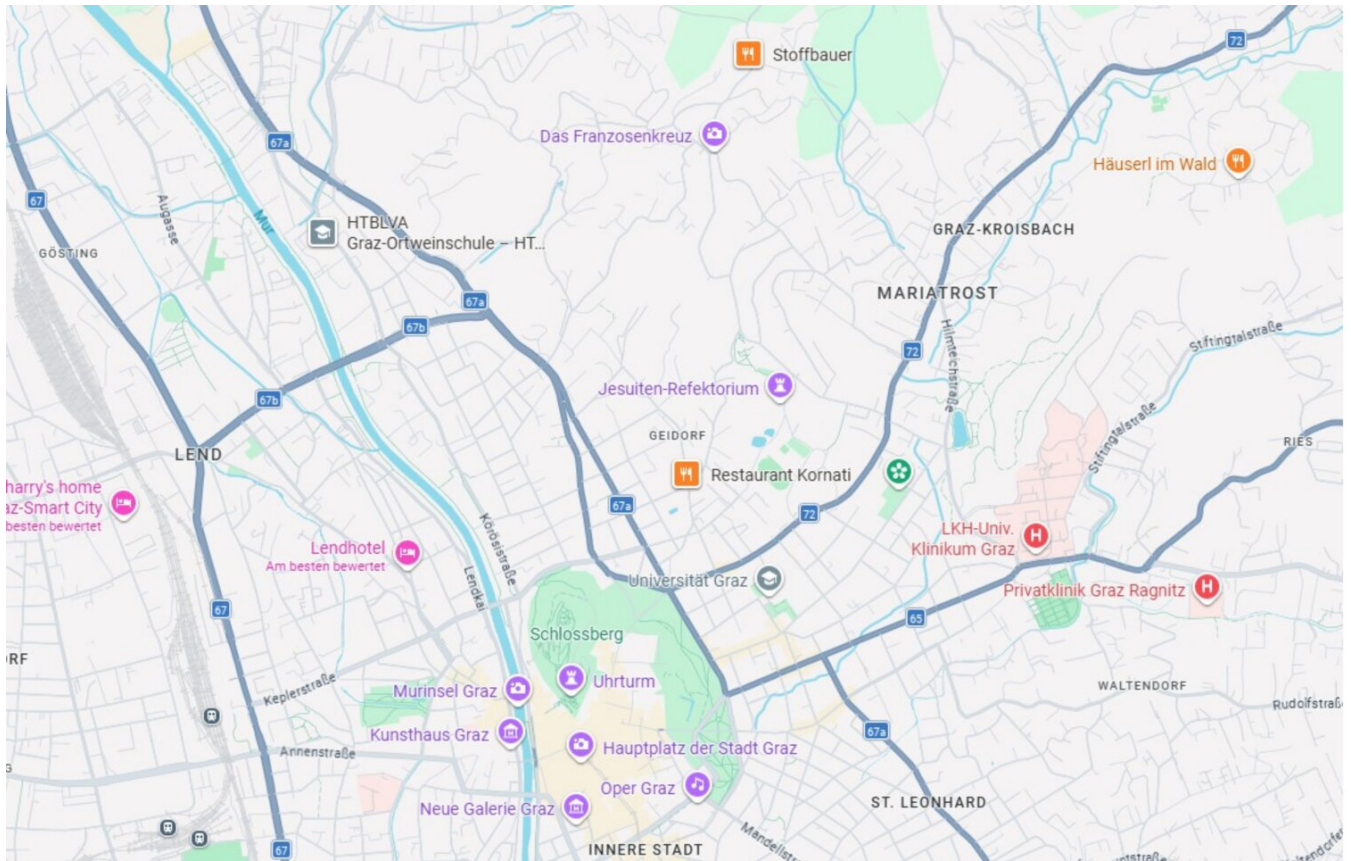 72
Stoffbauer
Das Franzosenkreuz
67a
Häuserl im Wald
67
Augasse
Mur
HTBLVA
Graz-Ortweinschule – HT...
GRAZ-KROISBACH
GÖSTING
MARIATROST
67a
67b
Hilmteichstraße
Stiftingtalstraße
72
Jesuiten-Refektorium
67b
Stiftingtalstraße
GEIDORF
RIES
LEND
Restaurant Kornati
harry's home
az-Smart City
besten bewertet
67a
72
Körösistraße
LKH-Univ.
Klinikum Graz
Lendhotel
Am besten bewertet
Lendkai
Universität Graz
Privatklinik Graz Ragnitz
67
65
Schlossberg
ORF
Uhrturm
Murinsel Graz
Keplerstraße
WALTENDORF
Rudolfstraß
Kunsthaus Graz
67a
Hauptplatz der Stadt Graz
Annenstraße
G
Oper Graz
Neue Galerie Graz
ST. LEONHARD
Mandellstr
67
INNERE STADT